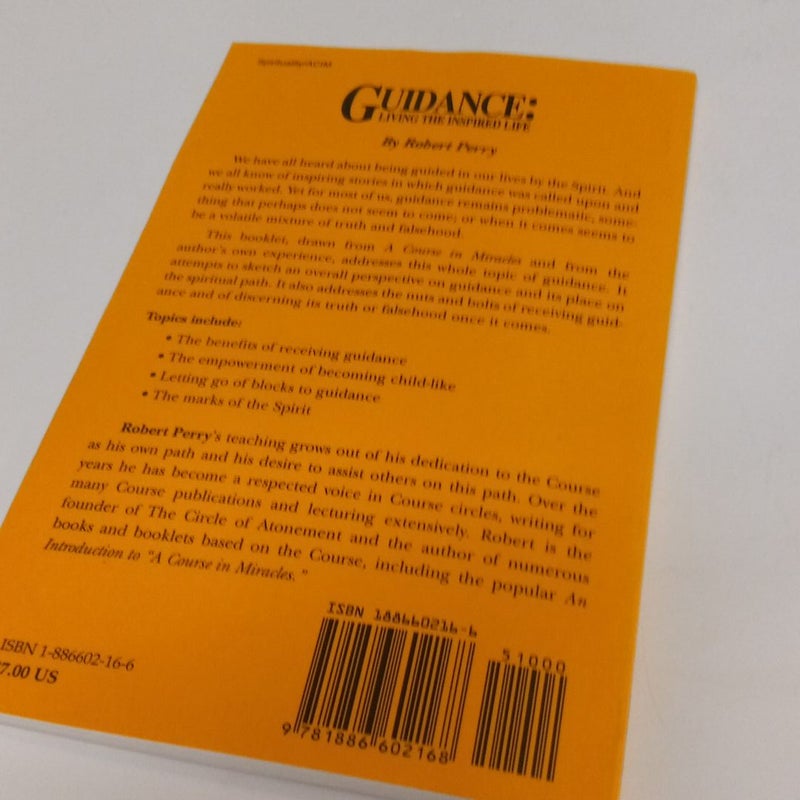 Spirituality/ACIM
GUIDANCE:
LIVING THE INSPIRED LIFE
By Robert Perry
We have all heard about being guided in our lives by the Spirit. And
we all know of inspiring stories in which guidance was called upon and
really worked. Yet for most of us, guidance remains problematic, some-
thing that perhaps does not seem to come; or when it comes seems to
be a volatile mixture of truth and falsehood.
This booklet, drawn from A Course in Miracles and from the
author's own experience, addresses this whole topic of guidance. It
attempts to sketch an overall perspective on guidance and its place on
the spiritual path. It also addresses the nuts and bolts of receiving guid-
ance and of discerning its truth or falsehood once it comes.
Topics include:
• The benefits of receiving guidance
• The empowerment of becoming child-like
• Letting go of blocks to guidance
• The marks of the Spirit
Robert Perry's teaching grows out of his dedication to the Course
as his own path and his desire to assist others on this path. Over the
years he has become a respected voice in Course circles, writing for
many Course publications and lecturing extensively. Robert is the
founder of The Circle of Atonement and the author of numerous
books and booklets based on the Course, including the popular An
Introduction to "A Course in Miracles."
ISBN 188660216-6
51000
9 781886 602168
ISBN 1-886602-16-6
7.00 US